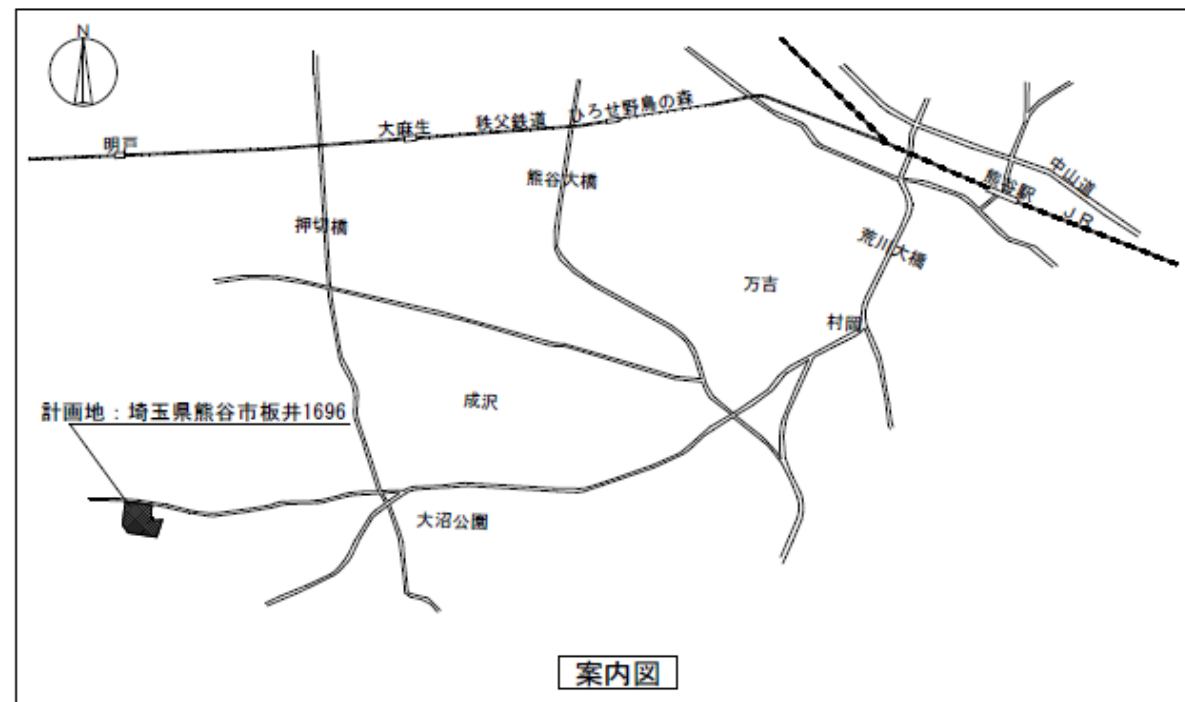 N
明戸
大麻生
秩父鉄道
ひろせ野鳥の森
熊谷大橋
押切橋
中山道
熊谷駅
JR
荒川大橋
万吉
村岡
成沢
計画地：埼玉県熊谷市板井1696
大沼公園
案内図